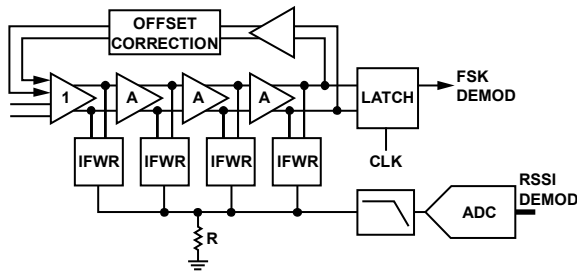 OFFSET
CORRECTION
1
A
A
A
LATCH
FSK
DEMOD
IFWR
IFWR
IFWR
IFWR
CLK
R
ADC
RSSI
DEMOD